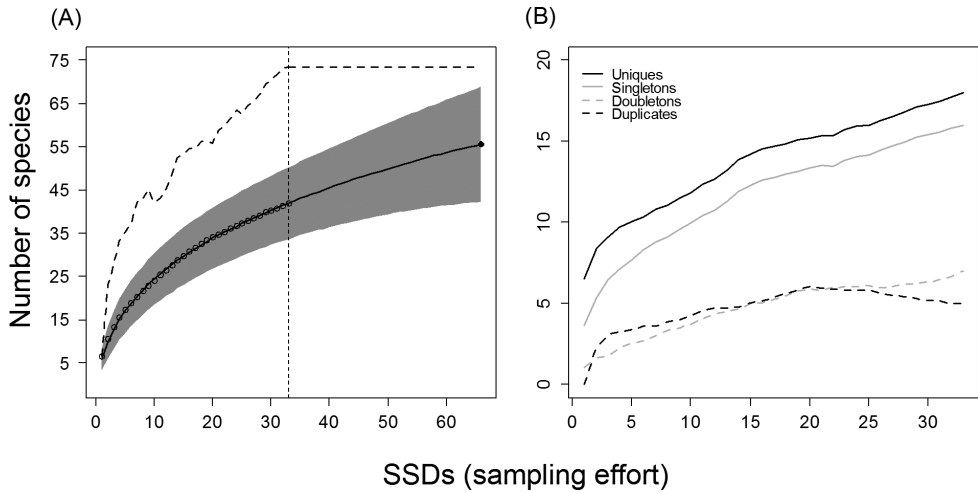 (A)
(B)
Number of species
75
65
55
45
35
25
15
5
0 10 20 30 40 50 60
20
15
10
5
0
Uniques
Singletons
Doubletons
Duplicates
0 5 10 15 20 25 30
SSDs (sampling effort)